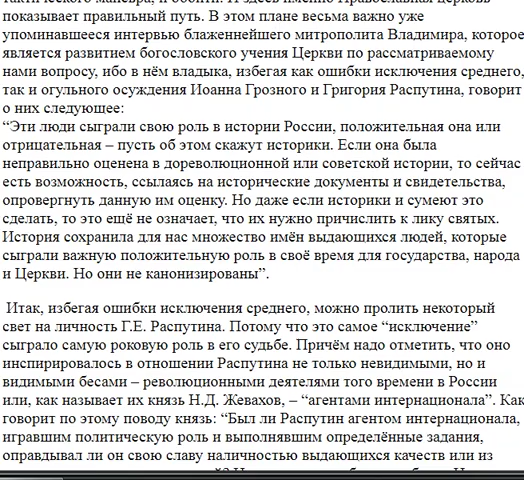 показывает правильный путь. В этом плане весьма важно уже
упоминавшееся интервью блаженнейшего митрополита Владимира, которое
является развитием богословского учения Церкви по рассматриваемому
нами вопросу, ибо в нём владыка, избегая как ошибки исключения среднего,
так и огульного осуждения Иоанна Грозного и Григория Распутина, говорит
о них следующее:
“Эти люди сыграли свою роль в истории России, положительная она или
отрицательная – пусть об этом скажут историки. Если она была
неправильно оценена в дореволюционной или советской истории, то сейчас
есть возможность, ссылаясь на исторические документы и свидетельства,
опровергнуть данную им оценку. Но даже если историки и сумеют это
сделать, то это ещё не означает, что их нужно причислить к лику святых.
История сохранила для нас множество имён выдающихся людей, которые
сыграли важную положительную роль в своё время для государства, народа
и Церкви. Но они не канонизированы”.
Итак, избегая ошибки исключения среднего, можно пролить некоторый
свет на личность Г.Е. Распутина. Потому что это самое “исключение”
сыграло самую роковую роль в его судьбе. Причём надо отметить, что оно
инспирировалось в отношении Распутина не только невидимыми, но и
видимыми бесами – революционными деятелями того времени в России
или, как называет их князь Н.Д. Жевахов, – “агентами интернационала”. Как
говорит по этому поводу князь: “Был ли Распутин агентом интернационала,
игравшим политическую роль и выполнявшим определённые задания,
оправдывал ли он свою славу наличностью выдающихся качеств или из